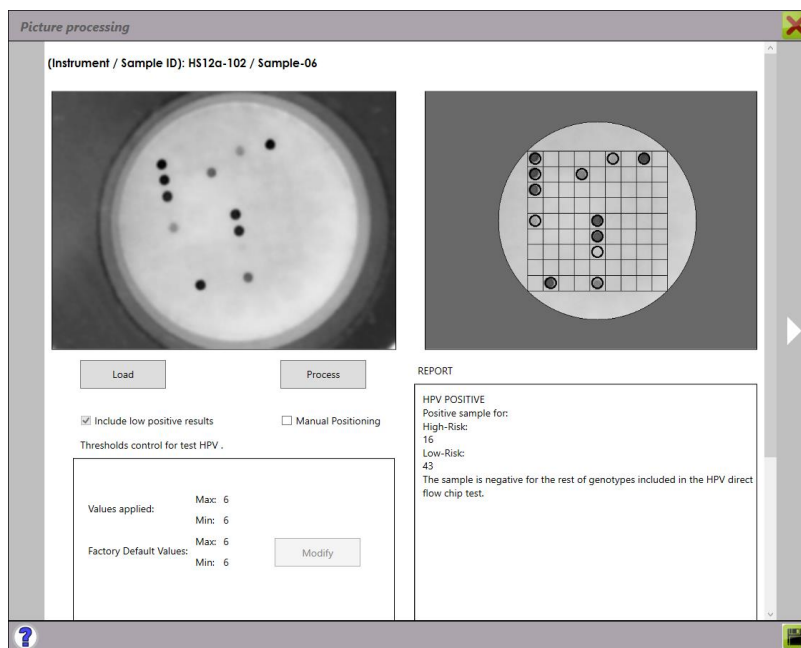 Picture processing
(Instrument / Sample ID): HS12a-102 / Sample-06
Load
Process
Include low positive results
Manual Positioning
Thresholds control for test HPV .
Values applied:
Max: 6
Min: 6
Factory Default Values:
Max: 6
Min: 6
Modify
REPORT
HPV POSITIVE
Positive sample for:
High-Risk:
16
Low-Risk:
43
The sample is negative for the rest of genotypes included in the HPV direct
flow chip test.
?